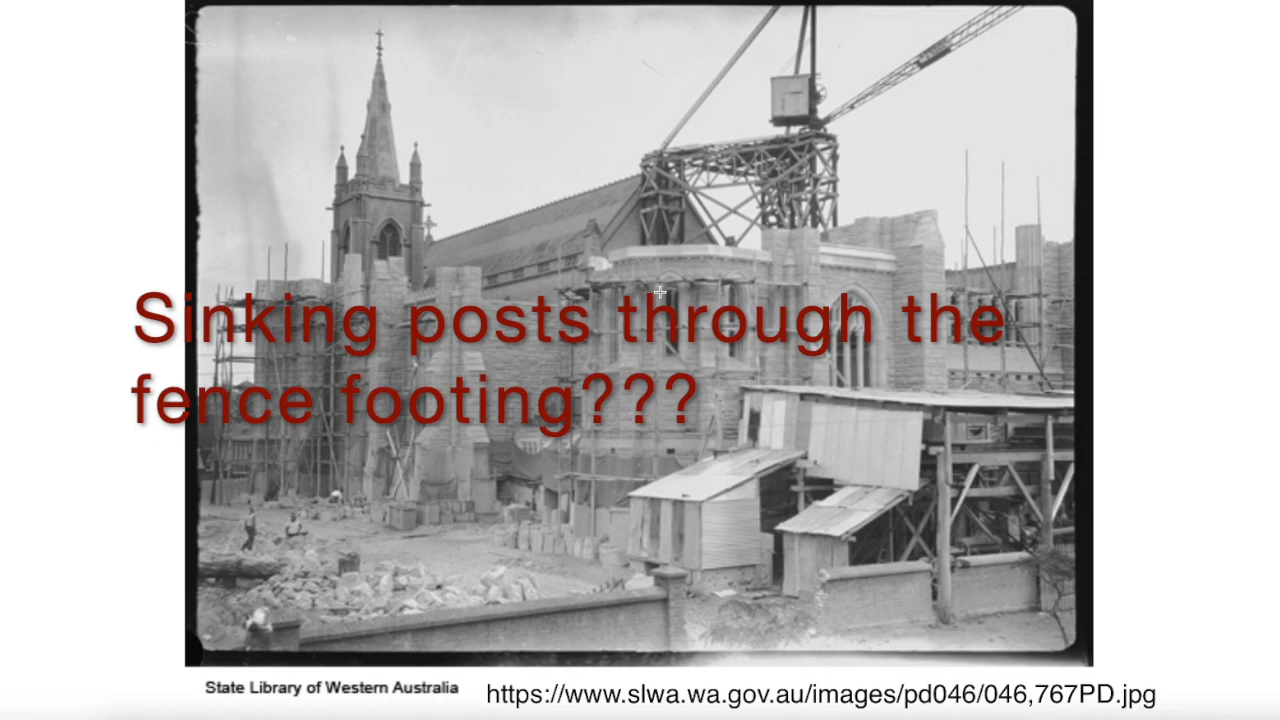 Sinking posts through the
fence footing???
State Library of Western Australia
https://www.slwa.wa.gov.au/images/pd046/046,767PD.jpg